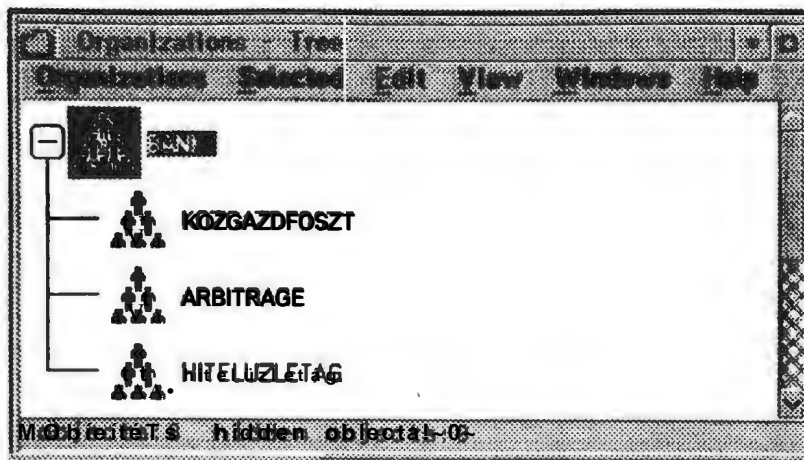 Organizations - Tree
Organizations Selected Edit View Windows Help
KOZGAZDFOSZT
ARBITRAGE
HITELUZLETAG
hidden